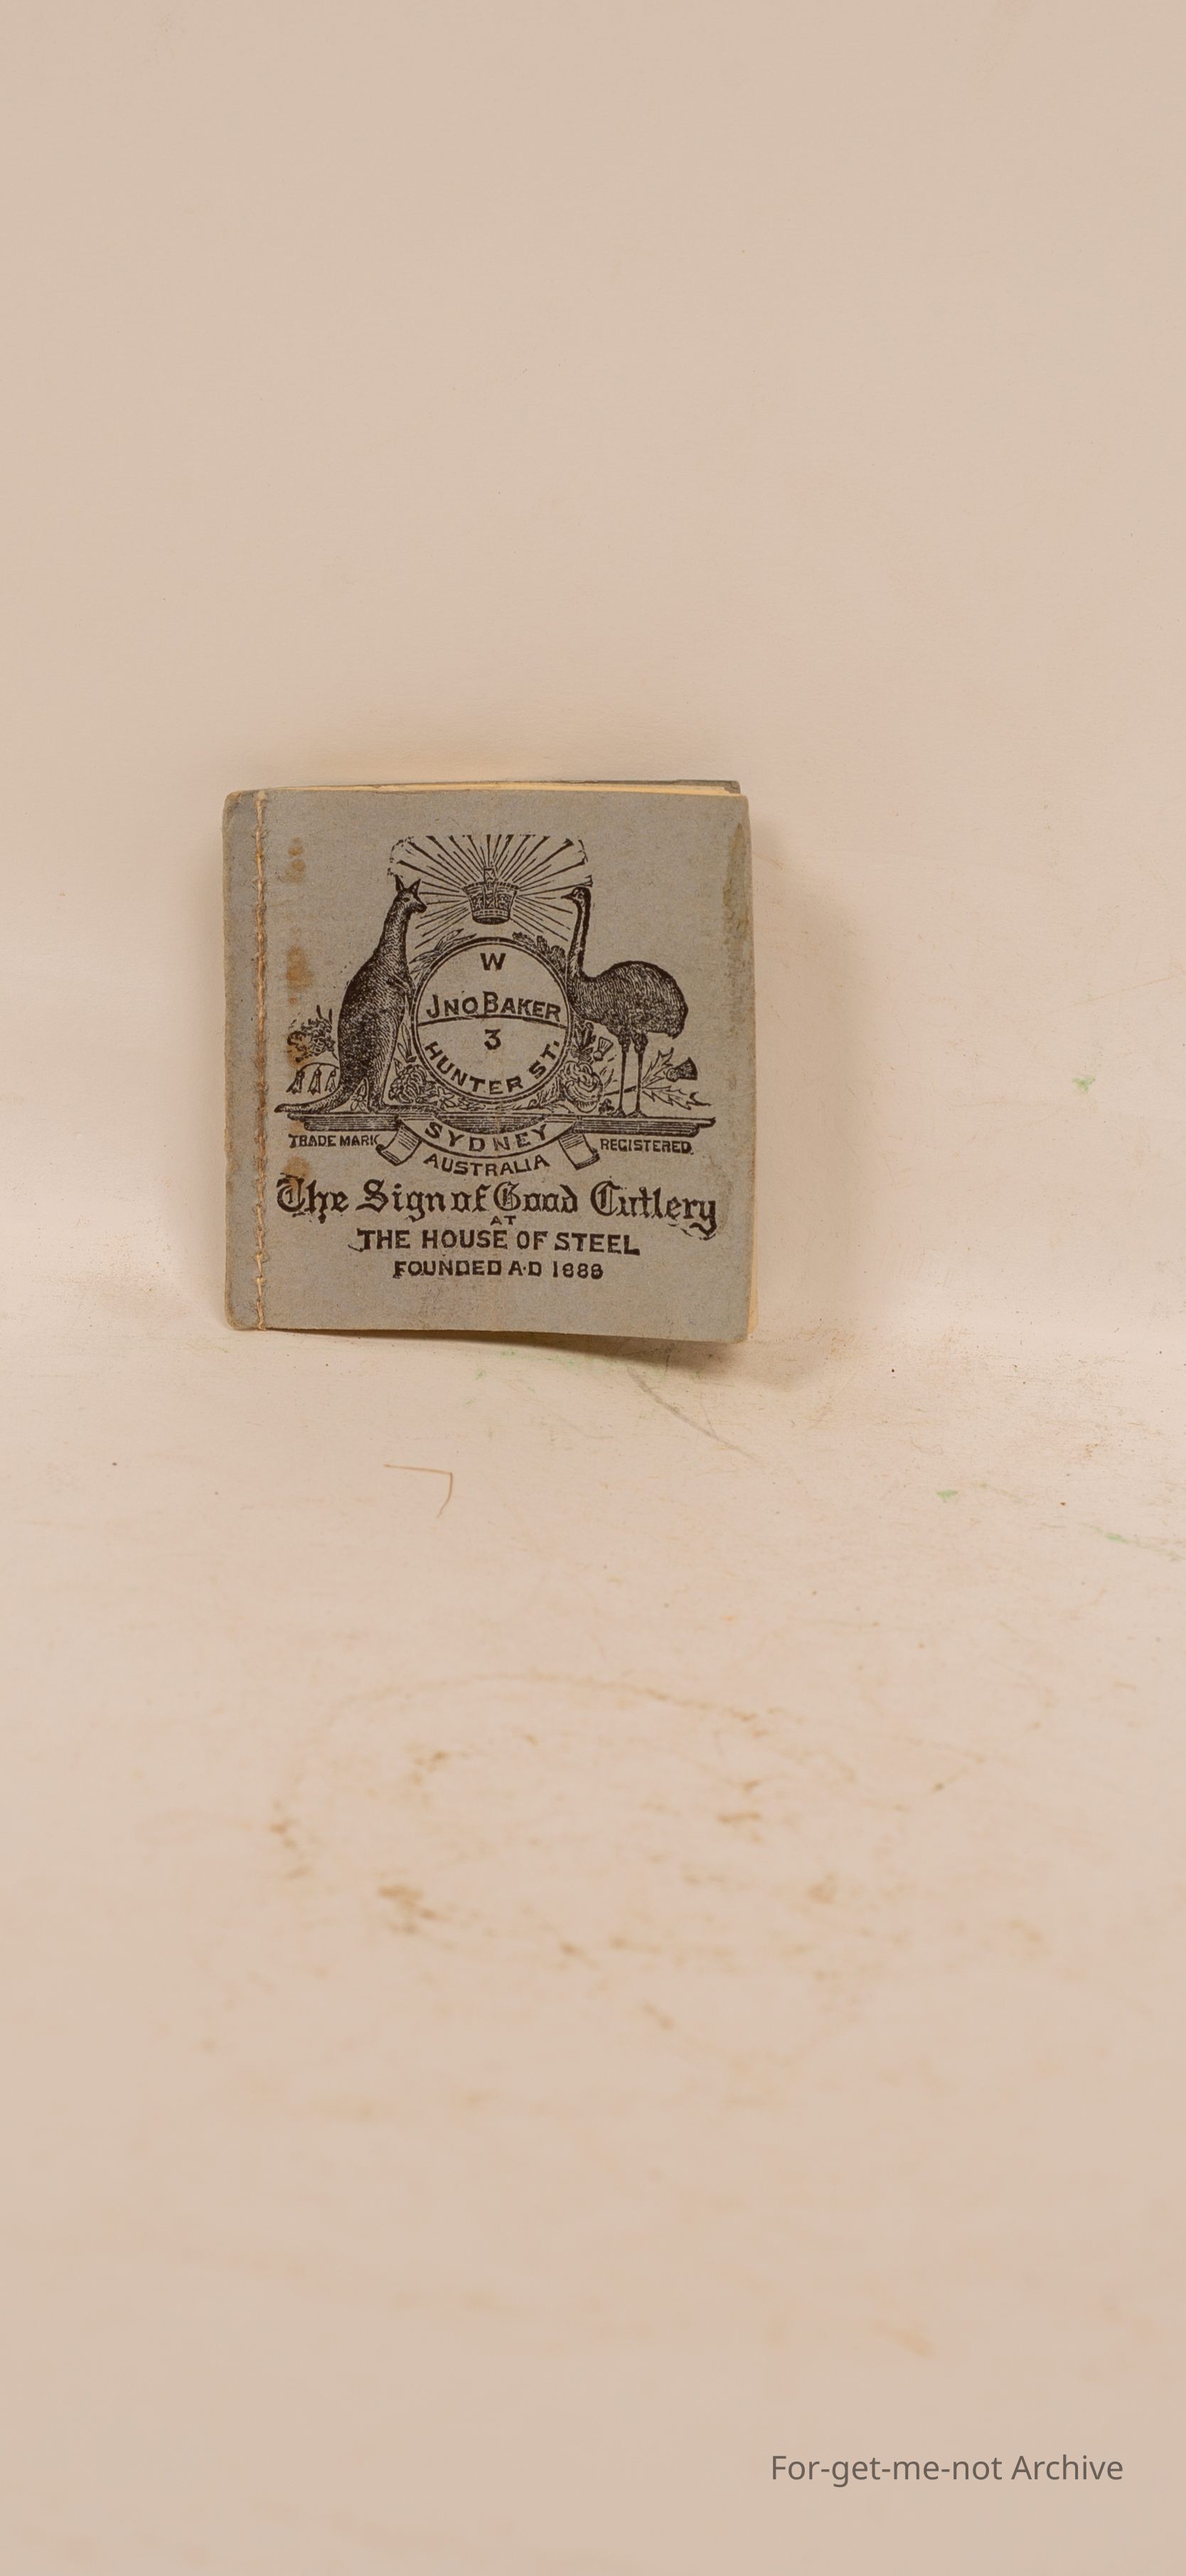 W
JNO BAKER
3
HUNTER ST.
SYDNEY
TRADE MARK
REGISTERED.
AUSTRALIA
The Sign of Good Cutlery
AT
THE HOUSE OF STEEL
FOUNDED A.D 1888
For-get-me-not Archive